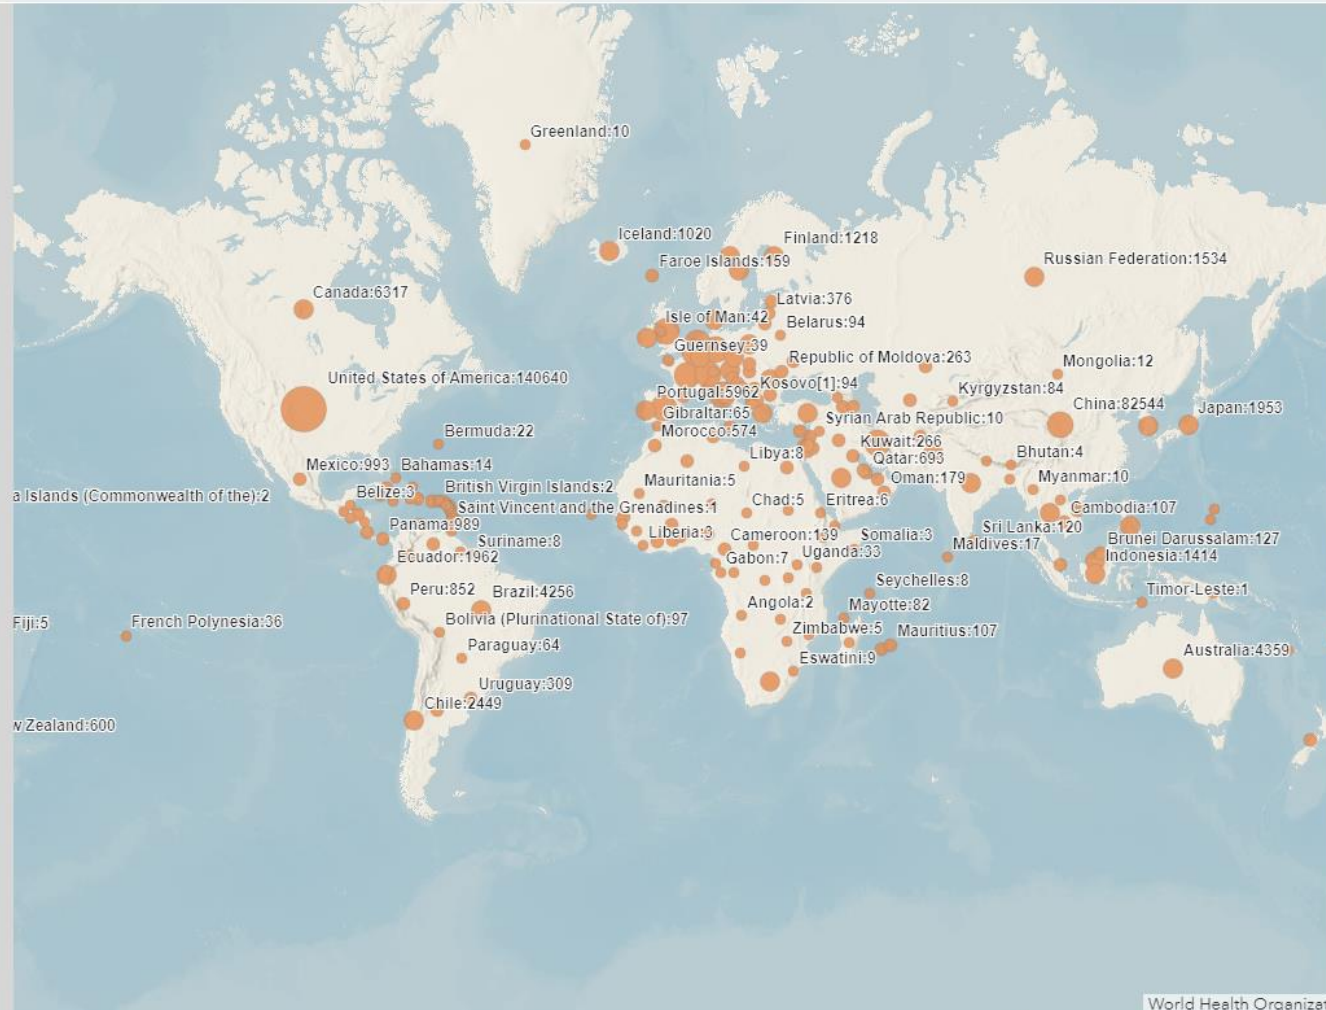 Greenland:10
Iceland:1020
Finland:1218
Faroe Islands:159
Russian Federation:1534
Canada:6317
Latvia:376
Isle of Man:42
Belarus:94
Guernsey:39
Republic of Moldova:263
Mongolia:12
United States of America:140640
Kosovo[1]:94
Kyrgyzstan:84
Portugal:5962
China:82544
Japan:1953
Gibraltar:65
Syrian Arab Republic:10
Bermuda:22
Morocco:574
Kuwait:266
Libya:8
Bhutan:4
Qatar:693
Mexico:993
Bahamas:14
Mauritania:5
Oman:179
Myanmar:10
British Virgin Islands:2
Belize:3
a Islands (Commonwealth of the):2
Chad:5
Eritrea:6
Saint Vincent and the Grenadines:1
Cambodia:107
Panama:989
Liberia:3
Cameroon:139
Somalia:3
Sri Lanka:120
Brunei Darussalam:127
Suriname:8
Maldives:17
Uganda:33
Ecuador:1962
Gabon:7
Indonesia:1414
Seychelles:8
Peru:852
Brazil:4256
Timor-Leste:1
Angola:2
Mayotte:82
Bolivia (Plurinational State of):97
Fiji:5
French Polynesia:36
Zimbabwe:5
Mauritius:107
Paraguay:64
Australia:4359
Eswatini:9
Uruguay:309
Chile:2449
w Zealand:600
World Health Organizat